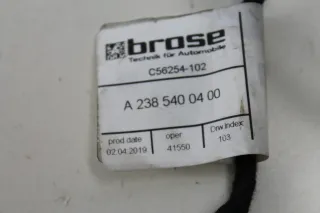 brose
Technik für Automobile
C56254-102
A 238 540 04 00
prod.date oper Drw.Index
02.04.2019 41550 103